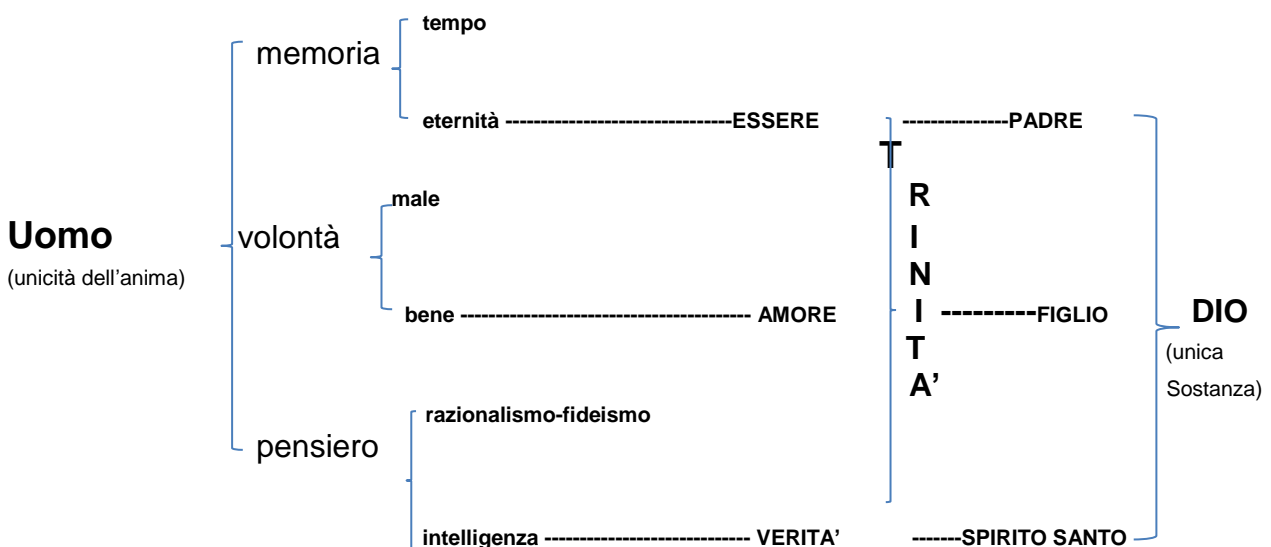 tempo
memoria
eternità --------------------------------ESSERE ---------------PADRE
T
male R
Uomo volontà I
(unicità dell’anima) N
bene ----------------------------------------- AMORE I ---------FIGLIO DIO
T (unica
A’ Sostanza)
razionalismo-fideismo
pensiero
intelligenza ----------------------------- VERITA’ -------SPIRITO SANTO